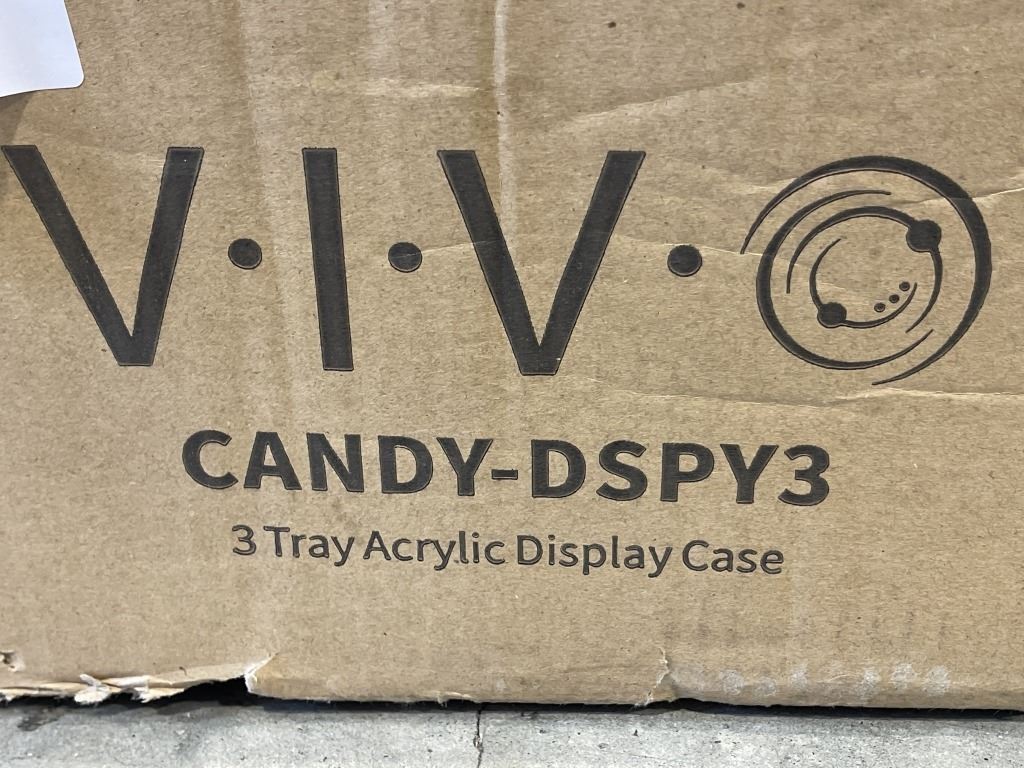 V·I·V·O
CANDY-DSPY3
3 Tray Acrylic Display Case